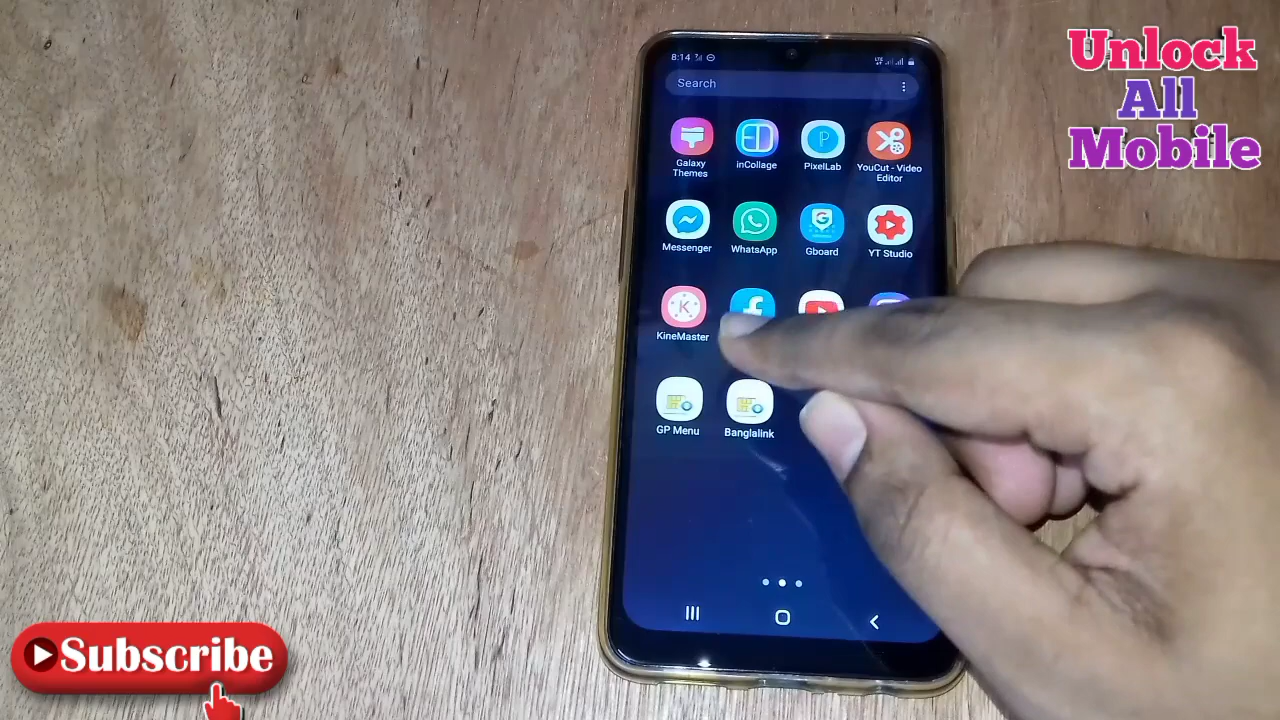 Unlock
All
Mobile
8:14
LTE
Search
Galaxy
Themes
inCollage
PixelLab
YouCut - Video
Editor
Messenger
WhatsApp
Gboard
YT Studio
KineMaster
GP Menu
Banglalink
Subscribe